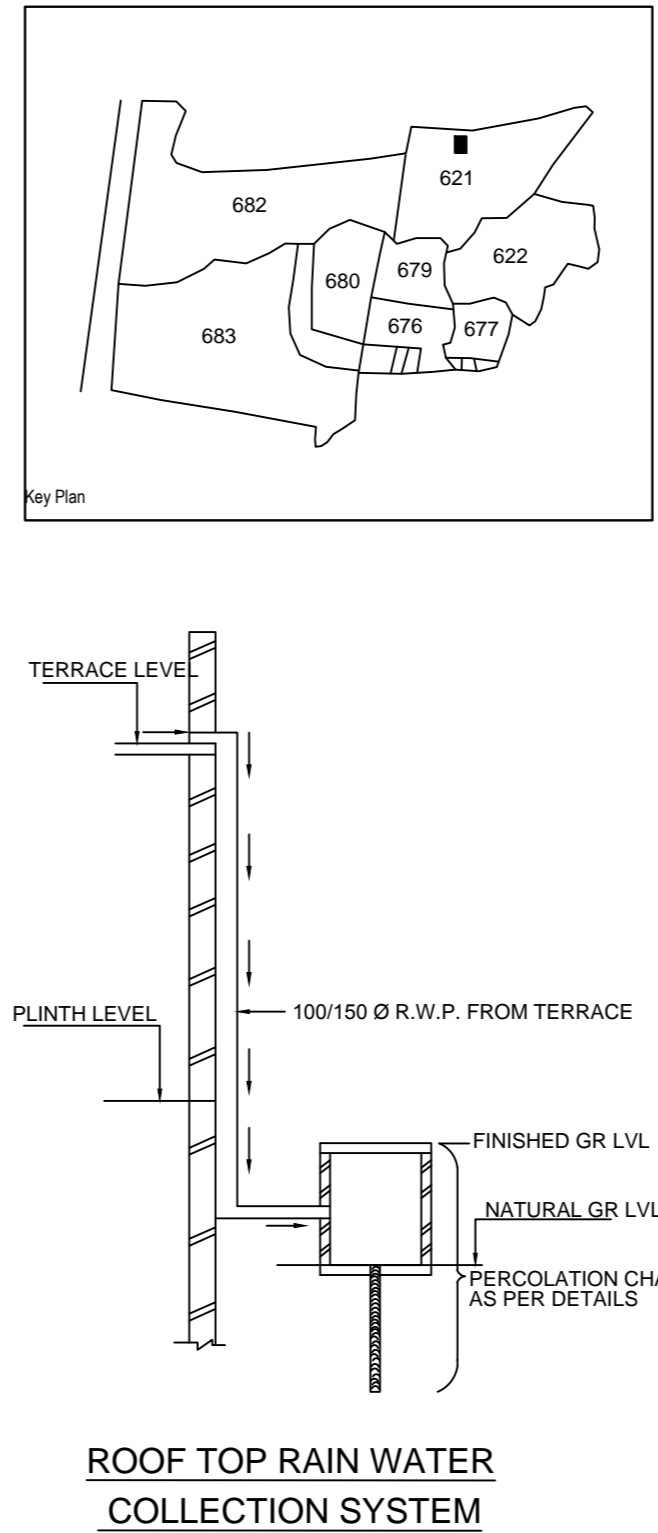 682
621
622
680
679
683
676
677
Key Plan
TERRACE LEVEL
PLINTH LEVEL
100/150 Ø R.W.P. FROM TERRACE
FINISHED GR LVL
NATURAL GR LVL
PERCOLATION
AS PER DETAILS
ROOF TOP RAIN WATER
COLLECTION SYSTEM